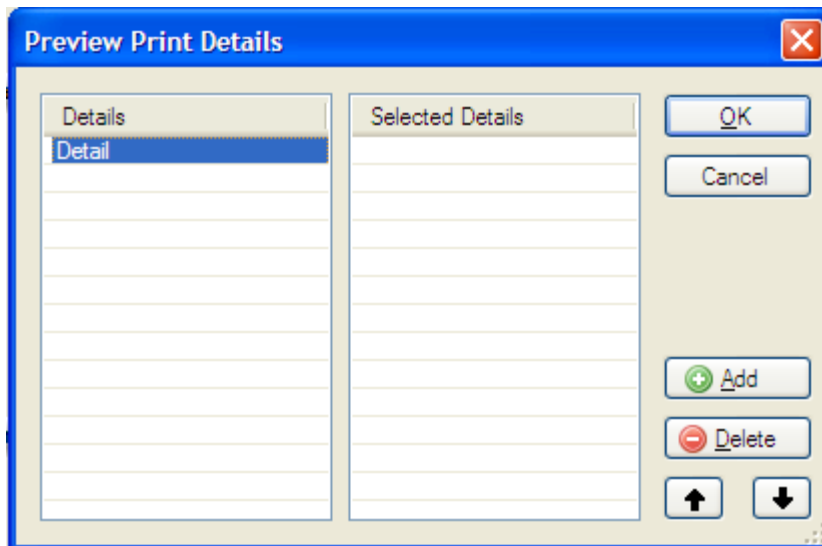 Preview Print Details
Details
Selected Details
OK
Detail
Cancel
Add
Delete